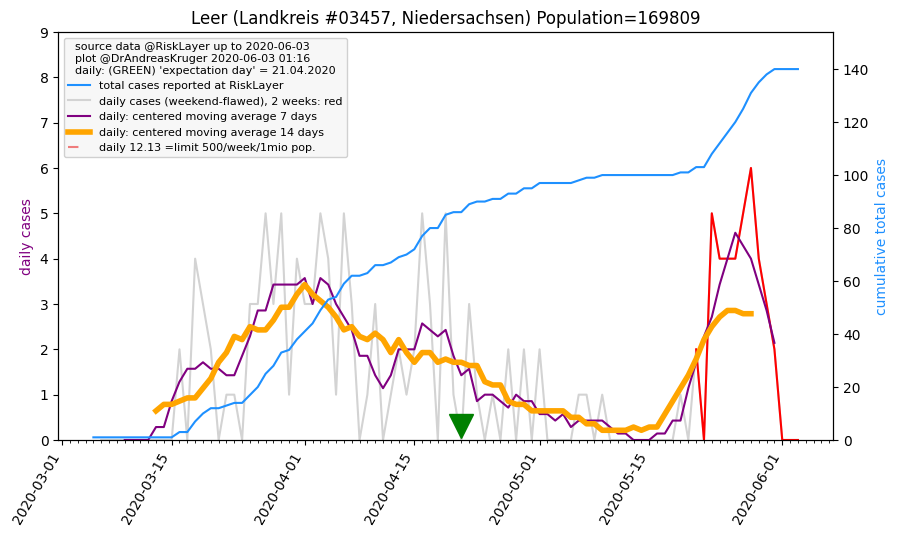 Leer (Landkreis #03457, Niedersachsen) Population=169809
source data @RiskLayer up to 2020-06-03
plot @DrAndreasKruger 2020-06-03 01:16
daily: (GREEN) 'expectation day' = 21.04.2020
total cases reported at RiskLayer
daily cases (weekend-flawed), 2 weeks: red
daily: centered moving average 7 days
daily: centered moving average 14 days
daily 12.13 =limit 500/week/1mio pop.
daily cases
9
8
7
6
5
4
3
2
1
0
cumulative total cases
140
120
100
80
60
40
20
0
2020-03-01
2020-03-15
2020-04-01
2020-04-15
2020-05-01
2020-05-15
2020-06-01